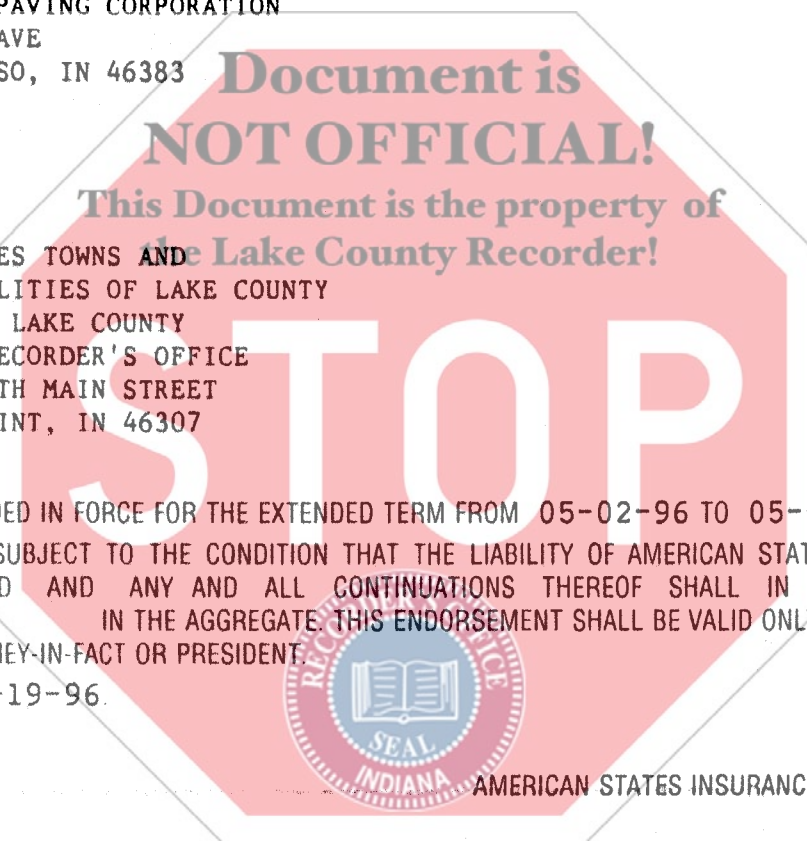 PAVING CORPORATION
AVE
SO, IN 46383
Document is
NOT OFFICIAL!
This Document is the property of
the Lake County Recorder!
ES TOWNS AND
LITIES OF LAKE COUNTY
LAKE COUNTY
ECORDER'S OFFICE
TH MAIN STREET
INT, IN 46307
STOP
DED IN FORCE FOR THE EXTENDED TERM FROM 05-02-96 TO 05-
SUBJECT TO THE CONDITION THAT THE LIABILITY OF AMERICAN STAT
D AND ANY AND ALL CONTINUATIONS THEREOF SHALL IN
IN THE AGGREGATE. THIS ENDORSEMENT SHALL BE VALID ONL
EY-IN-FACT OR PRESIDENT.
-19-96
RECORDER'S OFFICE
SEAL
INDIANA
AMERICAN STATES INSURANC